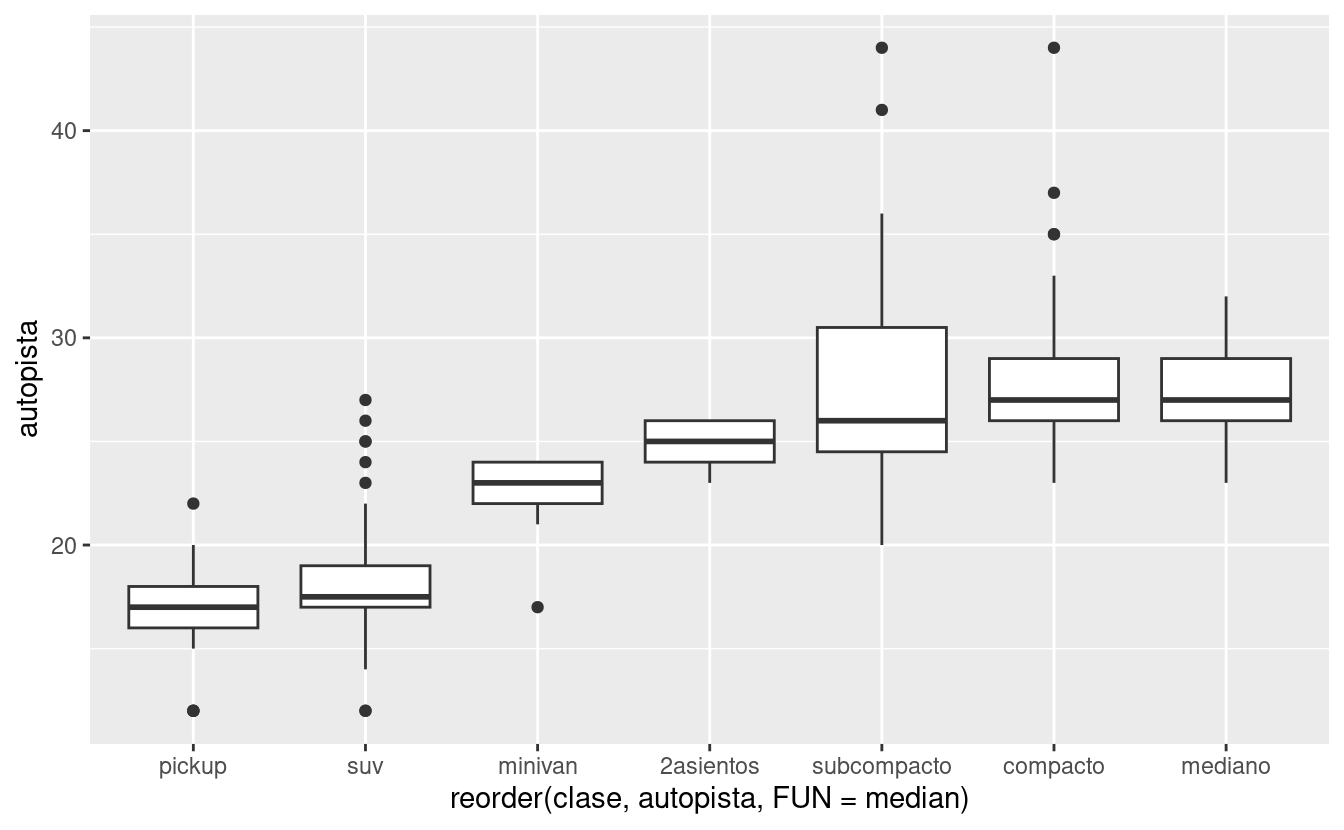 autopista
40
30
20
pickup suv minivan 2asientos subcompacto compacto mediano
reorder(clase, autopista, FUN = median)